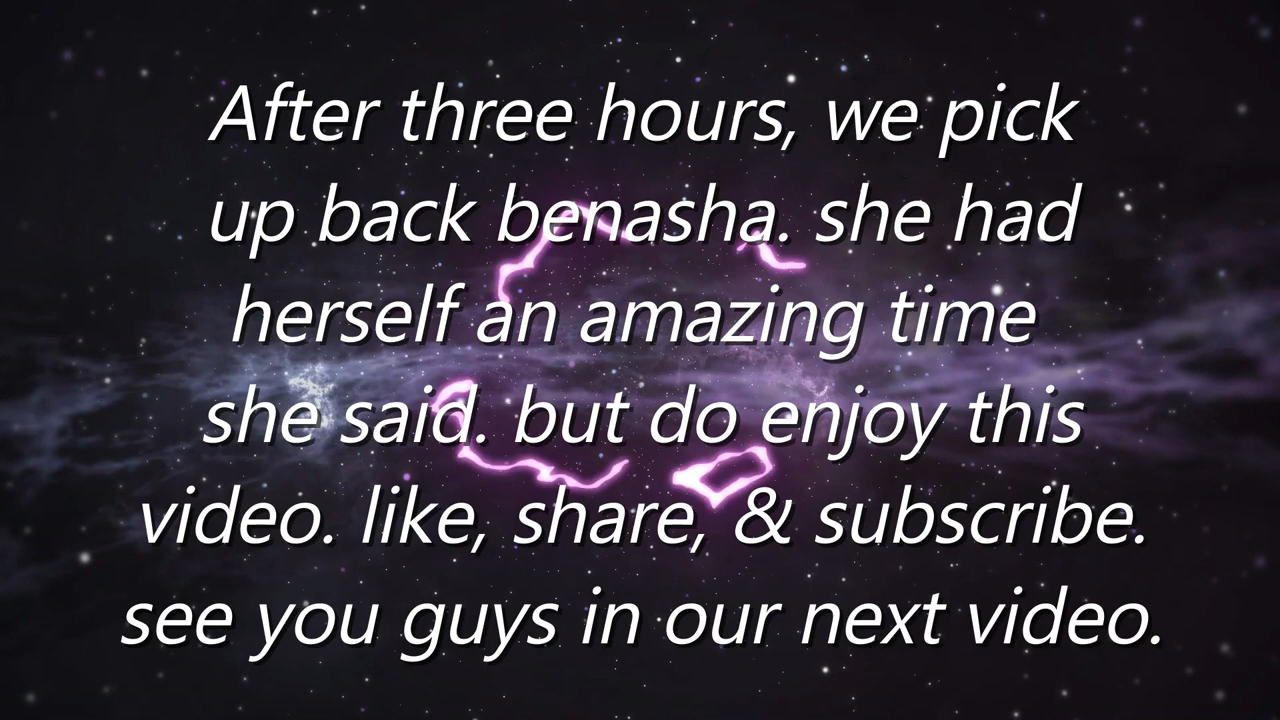 After three hours, we pick
up back benasha. she had
herself an amazing time
she said. but do enjoy this
video. like, share, & subscribe.
see you guys in our next video.